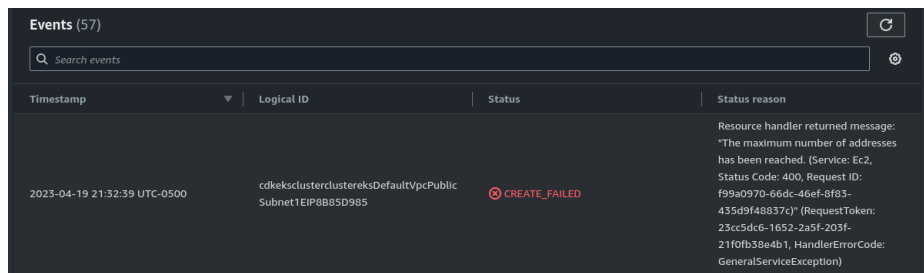 Events (57)
Search events
Timestamp
Logical ID
Status
Status reason
2023-04-19 21:32:39 UTC-0500
cdkeksclusterclustereksDefaultVpcPublic
Subnet1EIP8B85D985
CREATE_FAILED
Resource handler returned message:
"The maximum number of addresses
has been reached. (Service: Ec2,
Status Code: 400, Request ID:
f99a0970-66dc-46ef-8f83-
435d9f48837c)" (RequestToken:
23cc5dc6-1652-2a5f-203f-
21f0fb38e4b1, HandlerErrorCode:
GeneralServiceException)